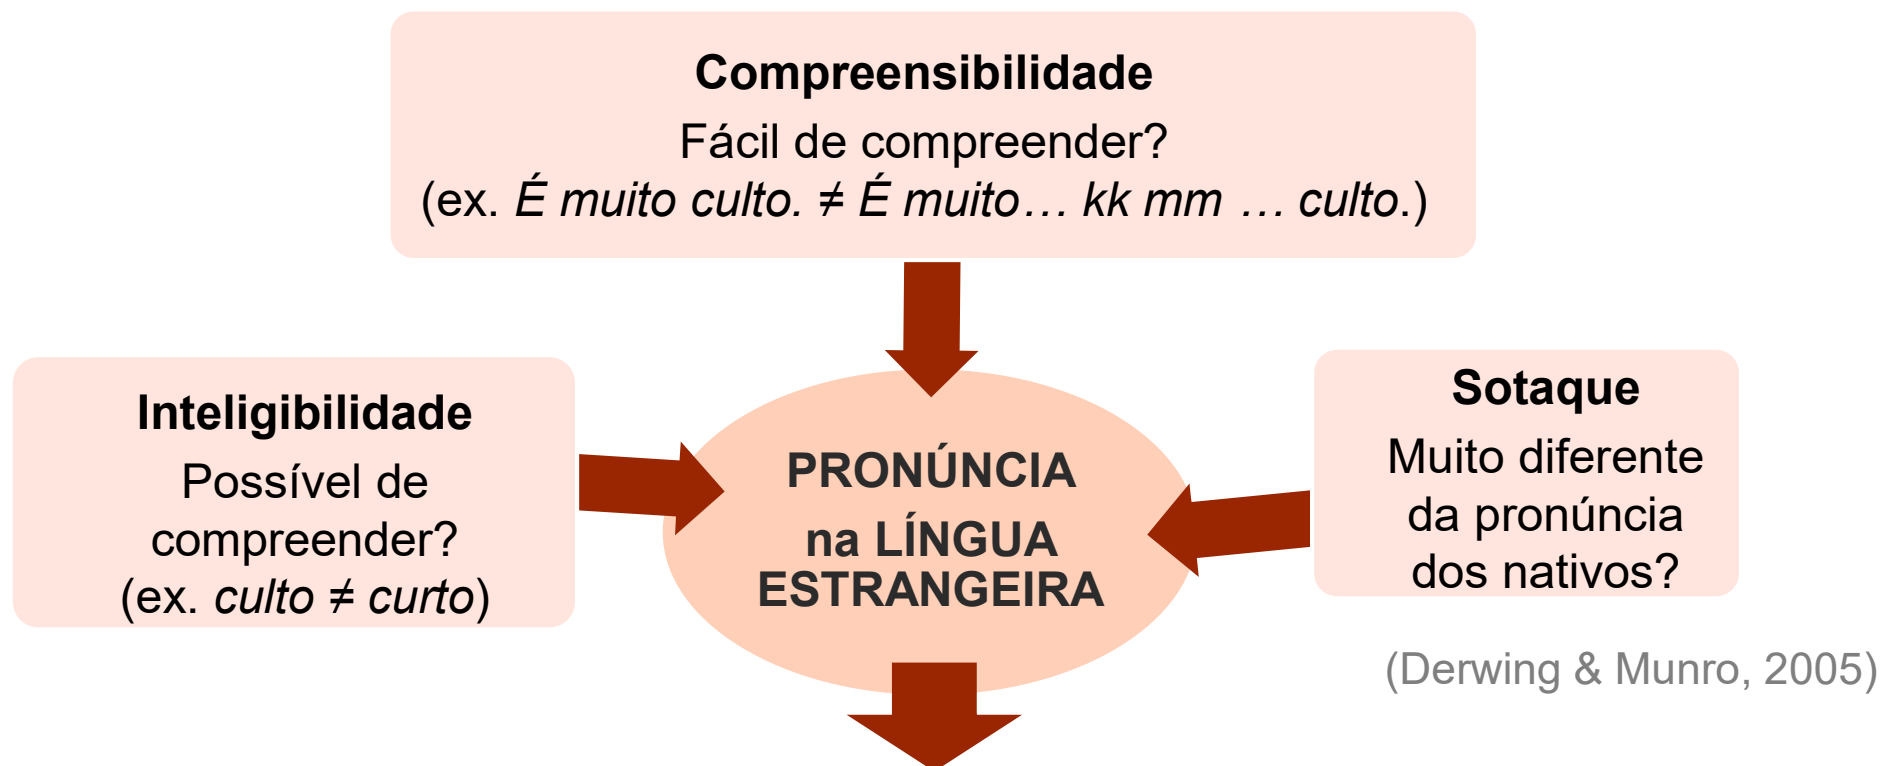 Compreensibilidade
Fácil de compreender?
(ex. É muito culto. ≠ É muito… kk mm … culto.)
Inteligibilidade
Possível de
compreender?
(ex. culto ≠ curto)
PRONÚNCIA
na LÍNGUA
ESTRANGEIRA
Sotaque
Muito diferente
da pronúncia
dos nativos?
(Derwing & Munro, 2005)